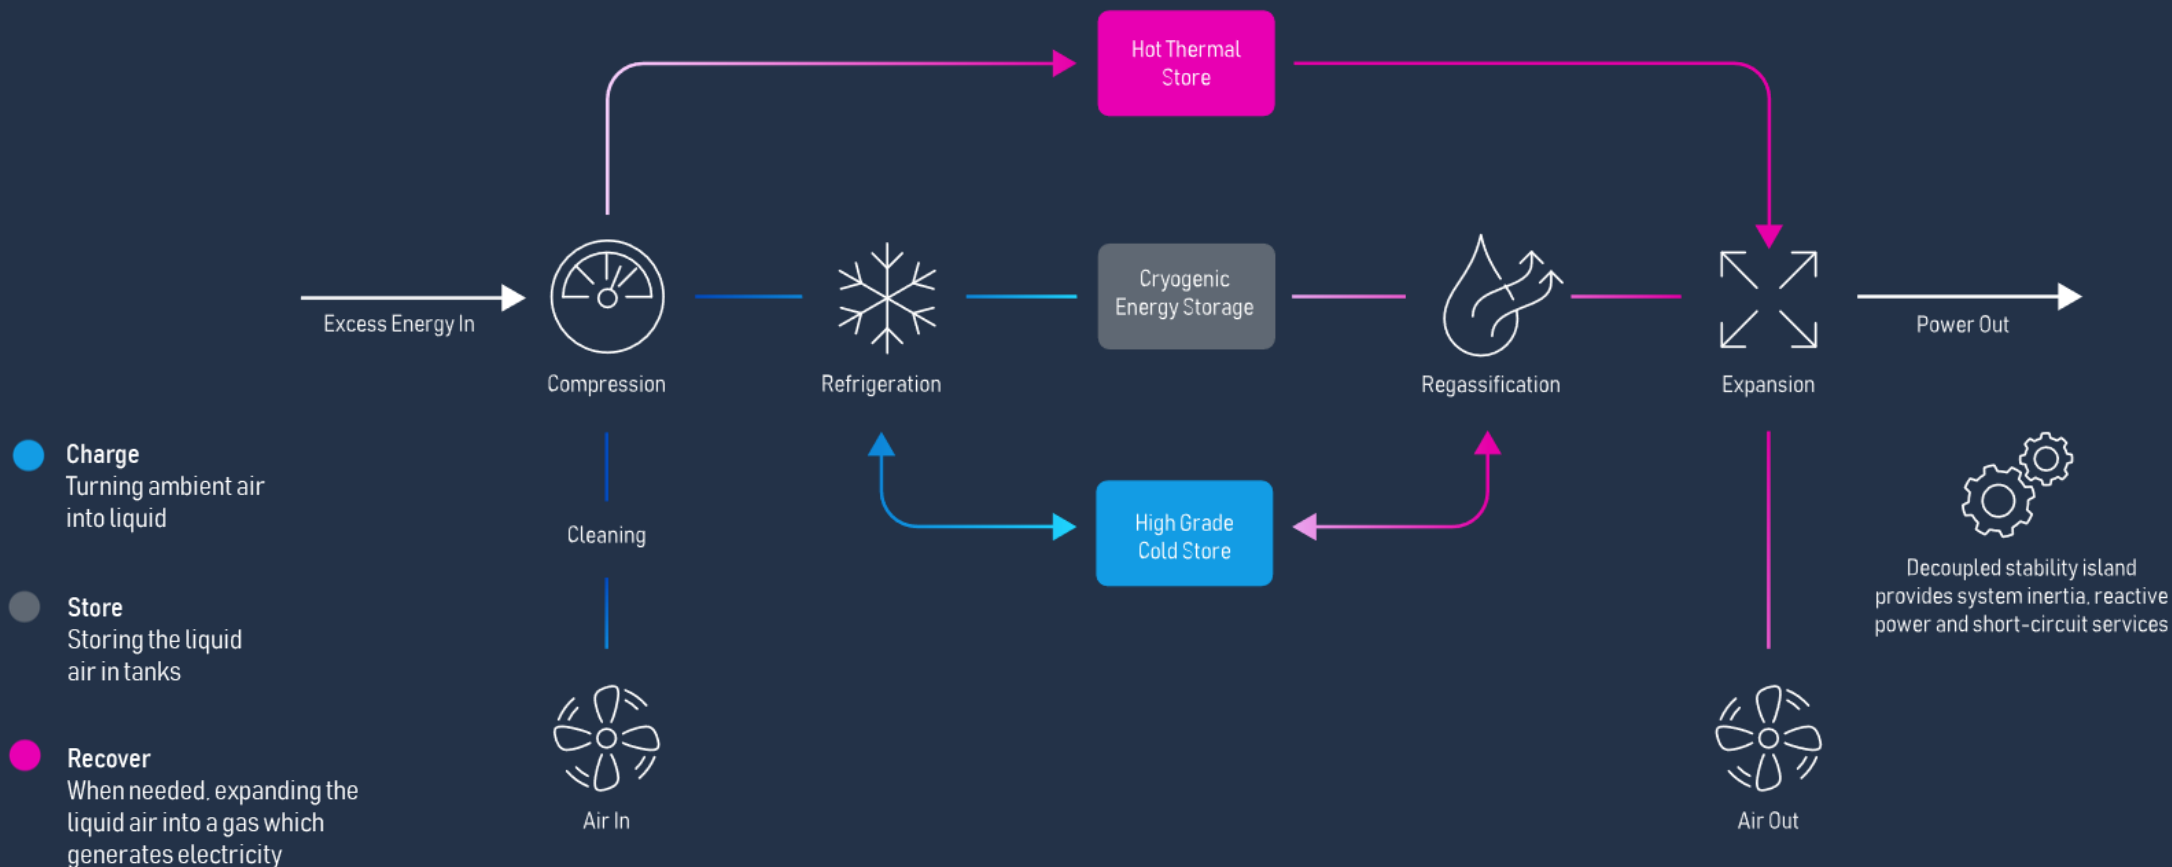 Hot Thermal
Store
Excess Energy In
Compression
Refrigeration
Cryogenic
Energy Storage
Regassification
Expansion
Power Out
Cleaning
High Grade
Cold Store
Air In
Air Out
Decoupled stability island
provides system inertia, reactive
power and short-circuit services
Charge
Turning ambient air
into liquid
Store
Storing the liquid
air in tanks
Recover
When needed, expanding the
liquid air into a gas which
generates electricity